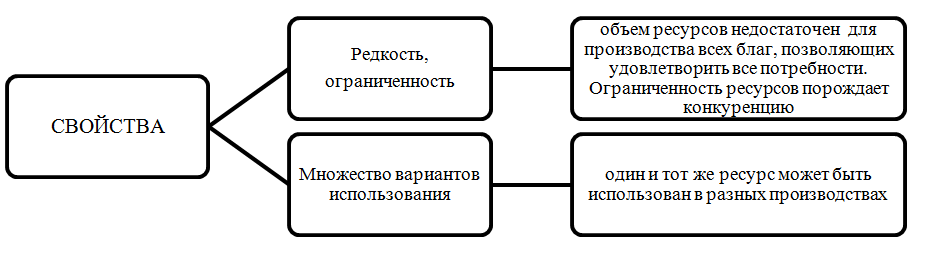 СВОЙСТВА
Редкость,
ограниченность
объем ресурсов недостаточен для
производства всех благ, позволяющих
удовлетворить все потребности.
Ограниченность ресурсов порождает
конкуренцию
Множество вариантов
использования
один и тот же ресурс может быть
использован в разных производствах